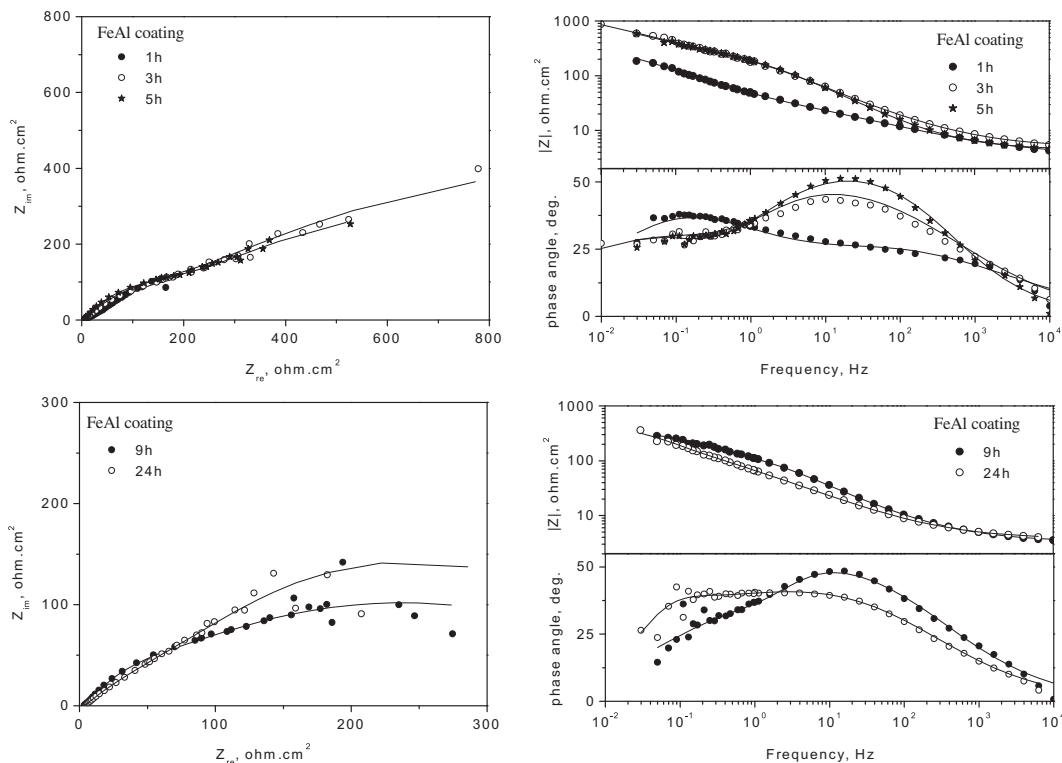 800
600
400
200
0
Z_im, ohm.cm²
FeAl coating
1h
3h
5h
0 200 400 600 800
Z_re, ohm.cm²
1000
100
10
|Z|, ohm.cm²
FeAl coating
1h
3h
5h
50
25
0
phase angle, deg.
10⁻² 10⁻¹ 10⁰ 10¹ 10² 10³ 10⁴
Frequency, Hz
300
200
100
0
Z_im, ohm.cm²
FeAl coating
9h
24h
0 100 200 300
Z_re, ohm.cm²
1000
100
10
|Z|, ohm.cm²
FeAl coating
9h
24h
50
25
0
phase angle, deg.
10⁻² 10⁻¹ 10⁰ 10¹ 10² 10³ 10⁴
Frequency, Hz